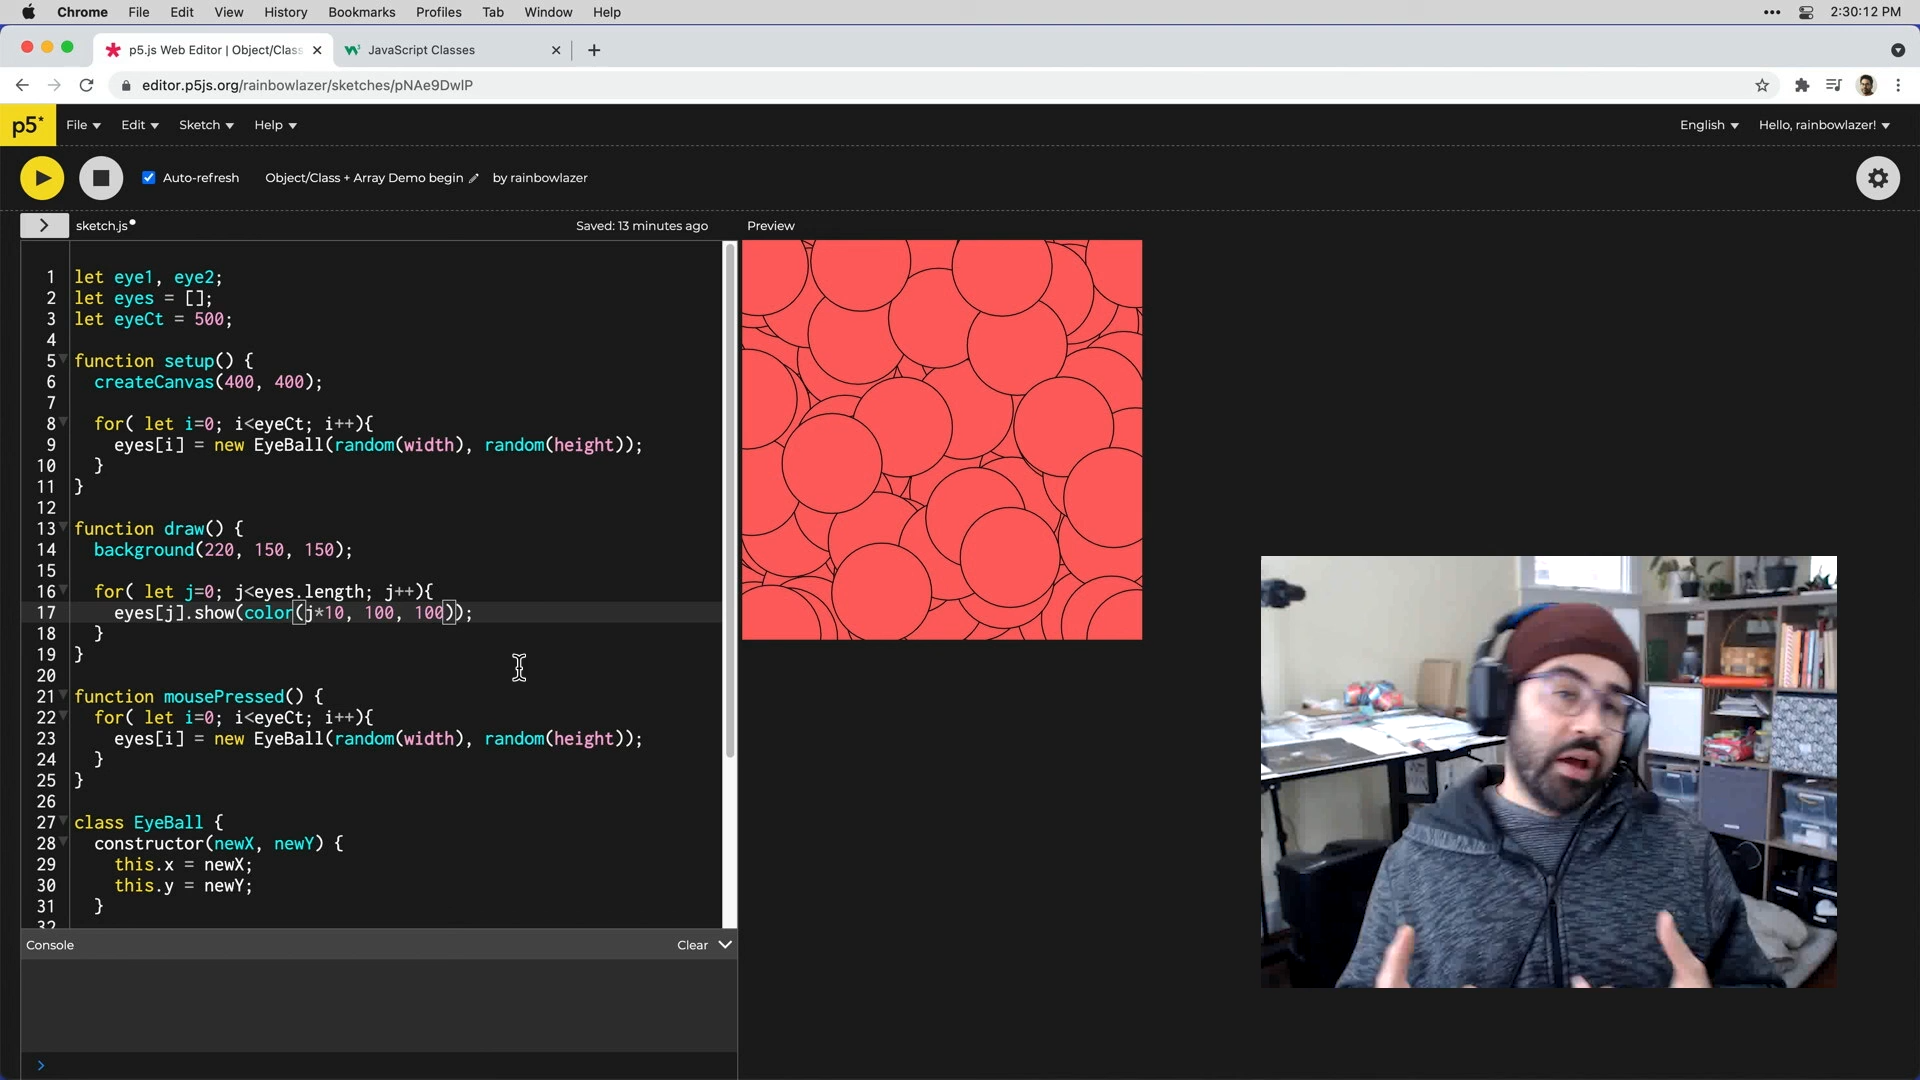 Chrome File Edit View History Bookmarks Profiles Tab Window Help 2:30:12 PM
p5.js Web Editor | Object/Class JavaScript Classes
editor.p5js.org/rainbowlazer/sketches/pNAe9DwlP
p5* File Edit Sketch Help English Hello, rainbowlazer!
Auto-refresh Object/Class + Array Demo begin by rainbowlazer
sketch.js Saved: 13 minutes ago Preview
1 let eye1, eye2;
2 let eyes = [];
3 let eyeCt = 500;
4
5 function setup() {
6 createCanvas(400, 400);
7
8 for( let i=0; i<eyeCt; i++){
9 eyes[i] = new EyeBall(random(width), random(height));
10 }
11 }
12
13 function draw() {
14 background(220, 150, 150);
15
16 for( let j=0; j<eyes.length; j++){
17 eyes[j].show(color(j*10, 100, 100));
18 }
19 }
20
21 function mousePressed() {
22 for( let i=0; i<eyeCt; i++){
23 eyes[i] = new EyeBall(random(width), random(height));
24 }
25 }
26
27 class EyeBall {
28 constructor(newX, newY) {
29 this.x = newX;
30 this.y = newY;
31 }
32
Console Clear
>